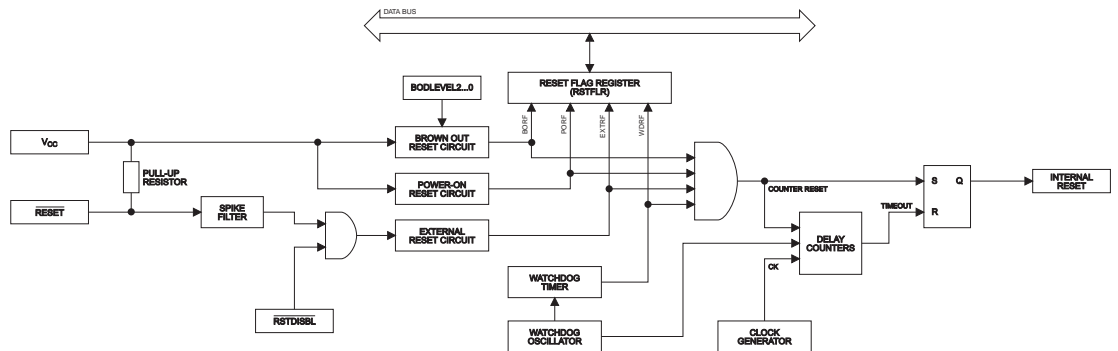 DATA BUS
RESET FLAG REGISTER
(RSTFLR)
BODLEVEL2...0
BORF
PORF
EXTRF
WDRF
VCC
BROWN OUT
RESET CIRCUIT
PULL-UP
RESISTOR
POWER-ON
RESET CIRCUIT
RESET
SPIKE
FILTER
EXTERNAL
RESET CIRCUIT
COUNTER RESET
S
Q
R
INTERNAL
RESET
TIMEOUT
DELAY
COUNTERS
CK
WATCHDOG
TIMER
RSTDISBL
WATCHDOG
OSCILLATOR
CLOCK
GENERATOR